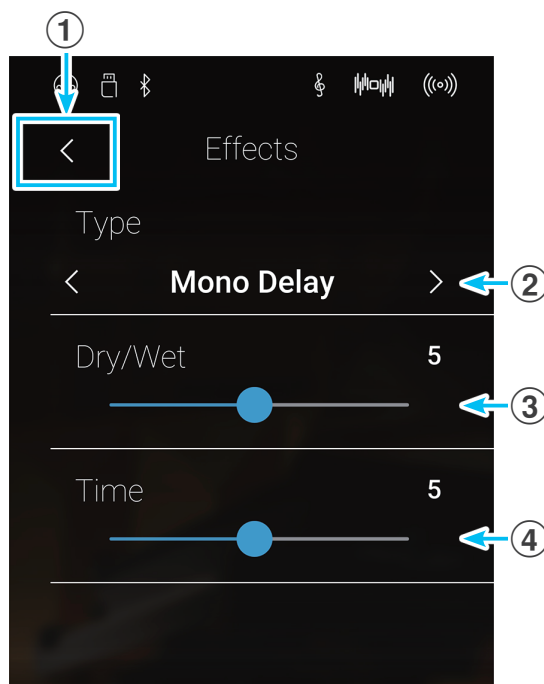 ①
Effects
Type
Mono Delay ②
Dry/Wet 5
③
Time 5
④